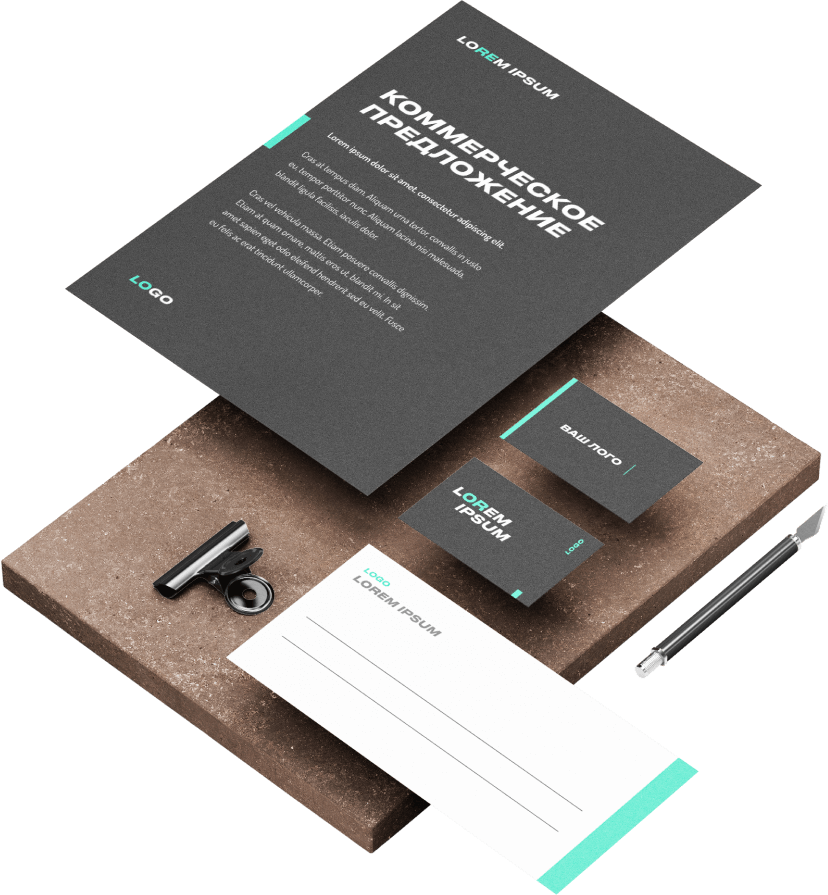 LOREM IPSUM
КОММЕРЧЕСКОЕ
ПРЕДЛОЖЕНИЕ
Lorem ipsum dolor sit amet, consectetur adipiscing elit.
Cras at tempus diam. Aliquam urna tortor, convallis in justo
eu, tempor porttitor nunc. Aliquam lacinia nisi malesuada,
blandit ligula facilisis, iaculis dolor.
Cras vel vehicula massa. Etiam posuere convallis dignissim.
Etiam at quam ornare, mattis eros ut, blandit mi. In sit
amet sapien eget odio eleifend hendrerit sed eu velit. Fusce
eu felis ac erat tincidunt ullamcorper.
LOGO
ВАШ ЛОГО
LOREM
IPSUM
LOGO
LOGO
LOREM IPSUM